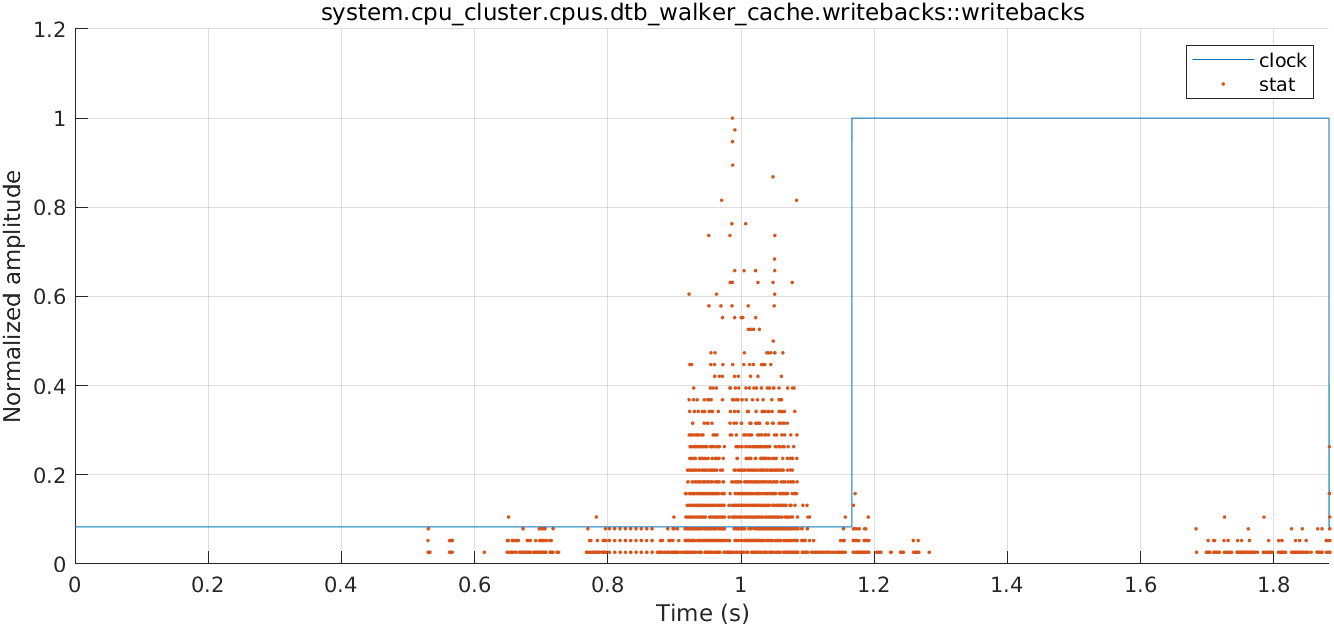 system.cpu_cluster.cpus.dtb_walker_cache.writebacks::writebacks
1.2
1
0.8
0.6
0.4
0.2
0
Normalized amplitude
clock
stat
0 0.2 0.4 0.6 0.8 1 1.2 1.4 1.6 1.8
Time (s)